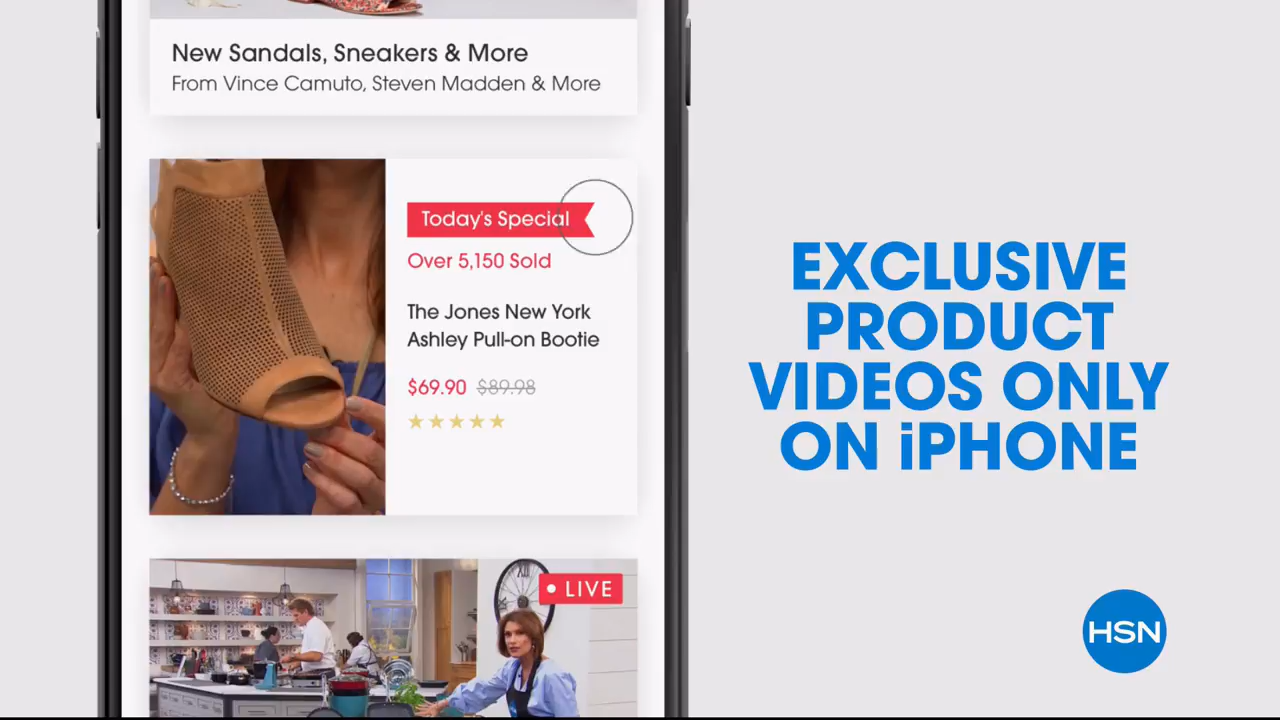 New Sandals, Sneakers & More
From Vince Camuto, Steven Madden & More
Today's Special
Over 5,150 Sold
The Jones New York
Ashley Pull-on Bootie
$69.90 $89.98
LIVE
XII
EXCLUSIVE
PRODUCT
VIDEOS ONLY
ON iPHONE
HSN